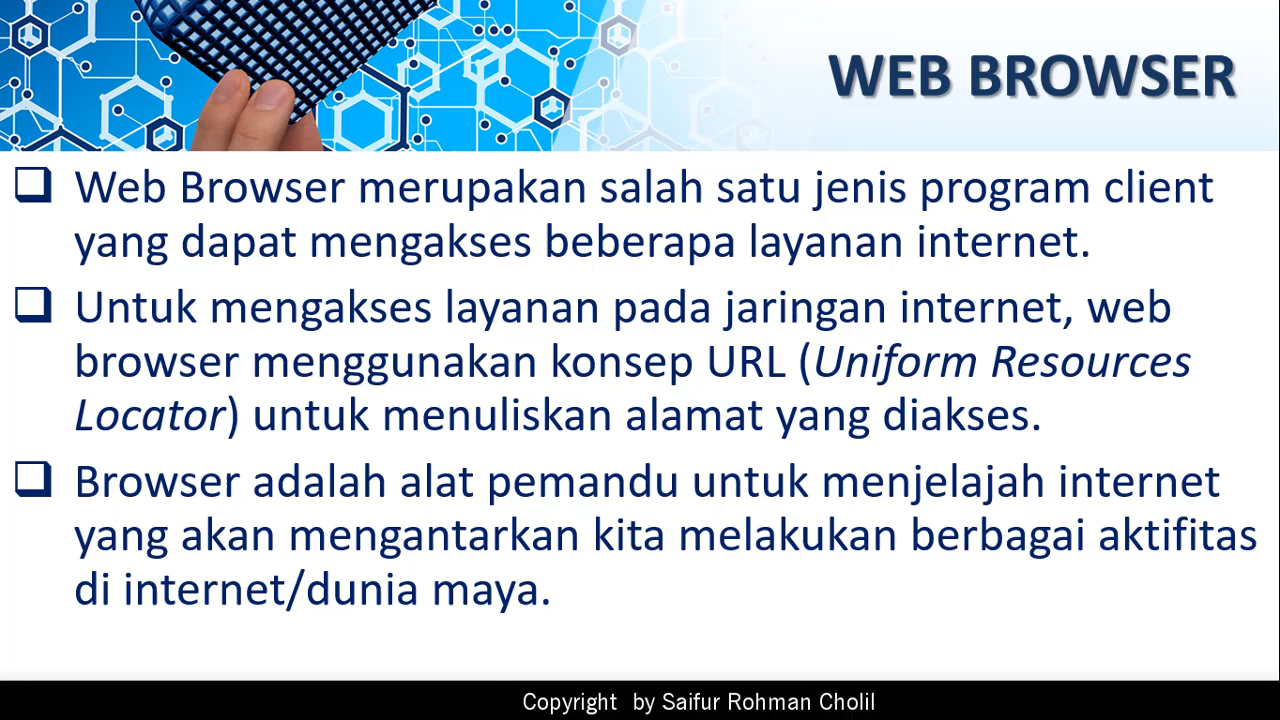 WEB BROWSER
❑ Web Browser merupakan salah satu jenis program client
yang dapat mengakses beberapa layanan internet.
❑ Untuk mengakses layanan pada jaringan internet, web
browser menggunakan konsep URL (Uniform Resources
Locator) untuk menuliskan alamat yang diakses.
❑ Browser adalah alat pemandu untuk menjelajah internet
yang akan mengantarkan kita melakukan berbagai aktifitas
di internet/dunia maya.
Copyright by Saifur Rohman Cholil